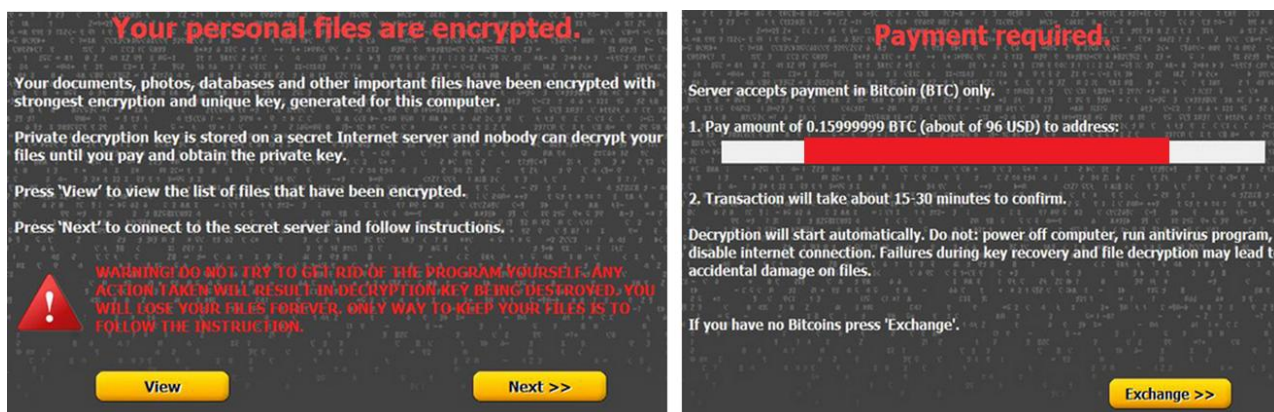 Your personal files are encrypted.
Your documents, photos, databases and other important files have been encrypted with
strongest encryption and unique key, generated for this computer.
Private decryption key is stored on a secret Internet server and nobody can decrypt your
files until you pay and obtain the private key.
Press 'View' to view the list of files that have been encrypted.
Press 'Next' to connect to the secret server and follow instructions.
WARNING! DO NOT TRY TO GET RID OF THE PROGRAM YOURSELF. ANY
ACTION TAKEN WILL RESULT IN DECRYPTION KEY BEING DESTROYED. YOU
WILL LOSE YOUR FILES FOREVER. ONLY WAY TO KEEP YOUR FILES IS TO
FOLLOW THE INSTRUCTION.
View
Next >>
Payment required.
Server accepts payment in Bitcoin (BTC) only.
1. Pay amount of 0.15999999 BTC (about of 96 USD) to address:
2. Transaction will take about 15-30 minutes to confirm.
Decryption will start automatically. Do not: power off computer, run antivirus program,
disable internet connection. Failures during key recovery and file decryption may lead t
accidental damage on files.
If you have no Bitcoins press 'Exchange'.
Exchange >>